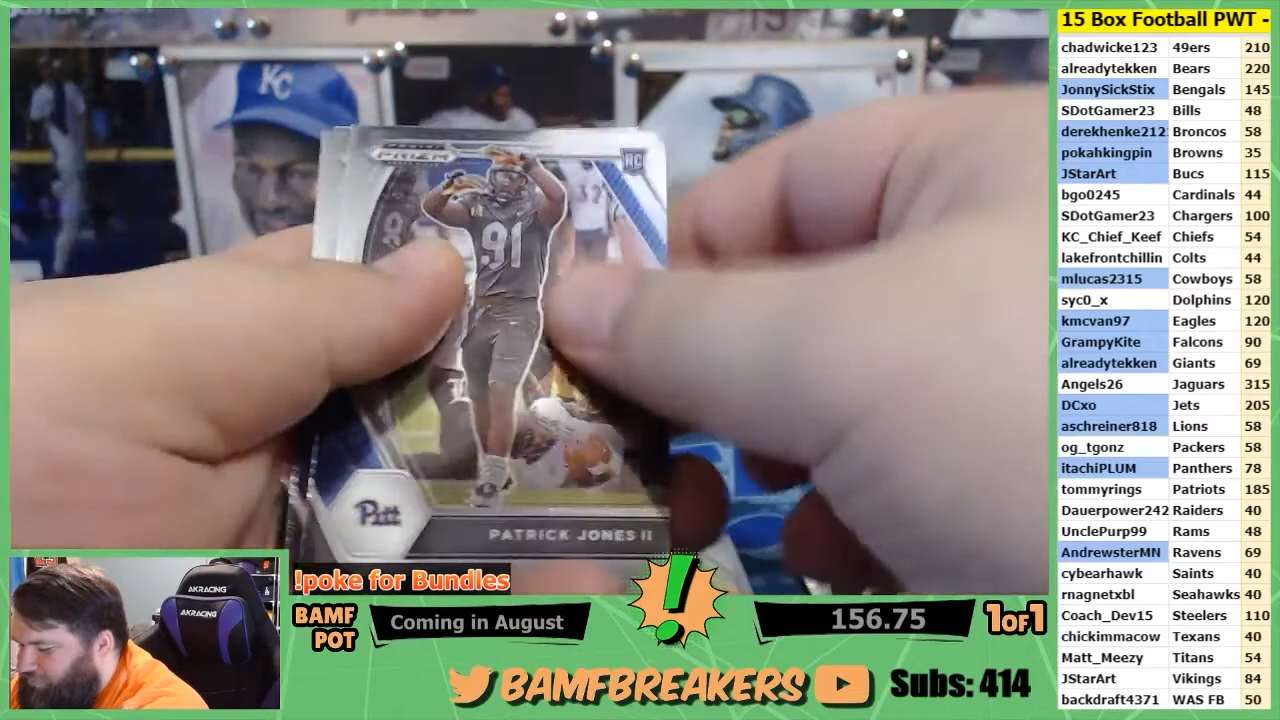 15 Box Football PWT -
chadwicke123 49ers 210
alreadytekken Bears 220
JonnySickStix Bengals 145
SDotGamer23 Bills 48
derekhenke212 Broncos 58
pokahkingpin Browns 35
JStarArt Bucs 115
bgo0245 Cardinals 44
SDotGamer23 Chargers 100
KC_Chief_Keef Chiefs 54
lakefrontchillin Colts 44
mlucas2315 Cowboys 58
syc0_x Dolphins 120
kmcvan97 Eagles 120
GrampyKite Falcons 90
alreadytekken Giants 69
Angels26 Jaguars 315
DCxo Jets 205
aschreiner818 Lions 58
og_tgonz Packers 58
itachiPLUM Panthers 78
tommyrings Patriots 185
Dauerpower242 Raiders 40
UnclePurp99 Rams 48
AndrewsterMN Ravens 69
cybearhawk Saints 40
rnagnetxbl Seahawks 40
Coach_Dev15 Steelers 110
chickimmacow Texans 40
Matt_Meezy Titans 54
JStarArt Vikings 84
backdraft4371 WAS FB 50
KC
PRIZM
RC
91
Pitt
PATRICK JONES II
AKRACING
AKRACING
!poke for Bundles
BAMF
POT
Coming in August
!
156.75
1OF1
BAMFBREAKERS
Subs: 414